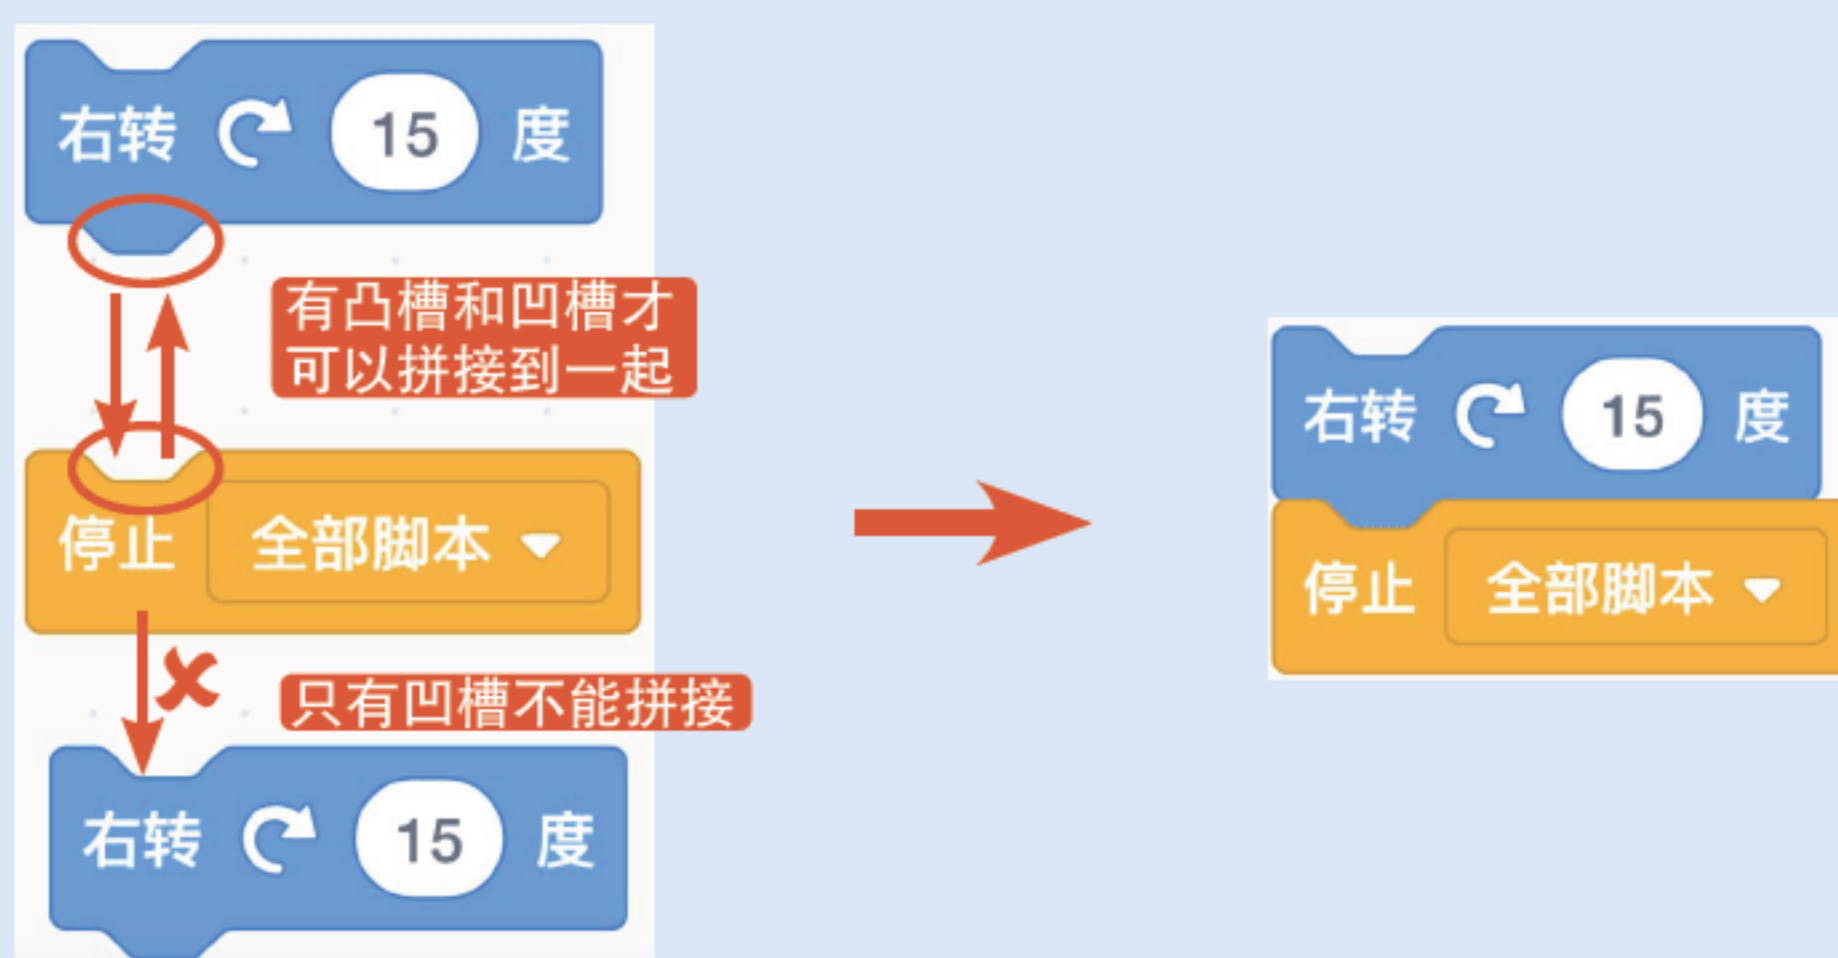 右转 15 度
有凸槽和凹槽才
可以拼接到一起
停止 全部脚本
只有凹槽不能拼接
右转 15 度
右转 15 度
停止 全部脚本